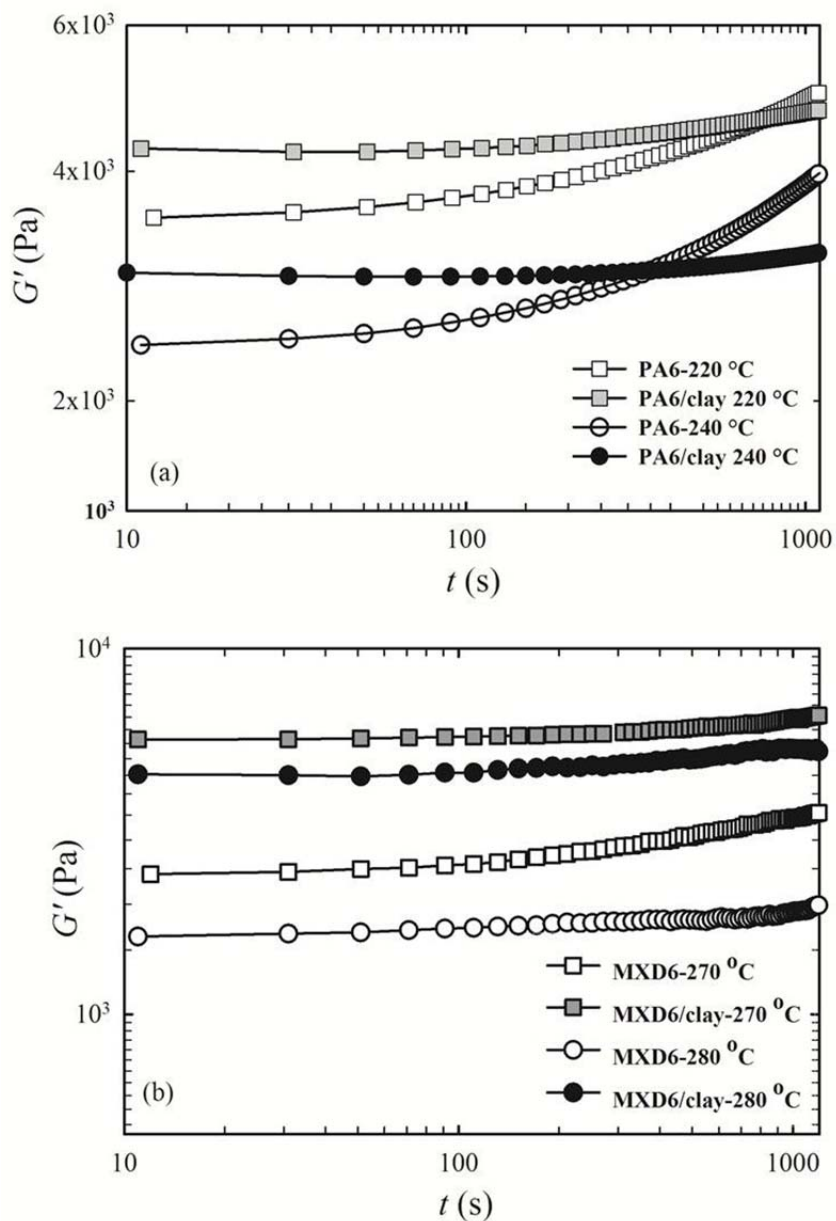 6x10³
4x10³
2x10³
10³
G′ (Pa)
PA6-220 °C
PA6/clay 220 °C
PA6-240 °C
PA6/clay 240 °C
(a)
10 100 1000
t (s)
10⁴
10³
G′ (Pa)
MXD6-270 °C
MXD6/clay-270 °C
MXD6-280 °C
MXD6/clay-280 °C
(b)
10 100 1000
t (s)